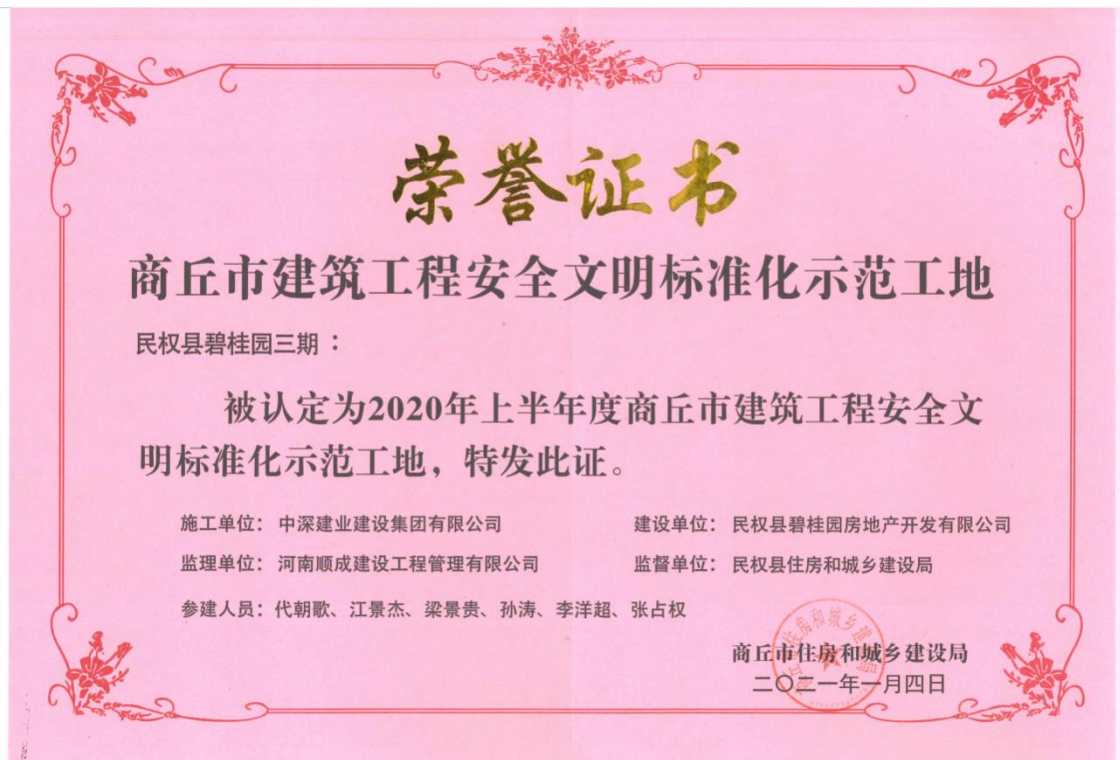 荣誉证书
商丘市建筑工程安全文明标准化示范工地
民权县碧桂园三期：
被认定为2020年上半年度商丘市建筑工程安全文
明标准化示范工地，特发此证。
施工单位：中深建业建设集团有限公司
建设单位：民权县碧桂园房地产开发有限公司
监理单位：河南顺成建设工程管理有限公司
监督单位：民权县住房和城乡建设局
参建人员：代朝歌、江景杰、梁景贵、孙涛、李洋超、张占权
商丘市住房和城乡建设局
二〇二一年一月四日